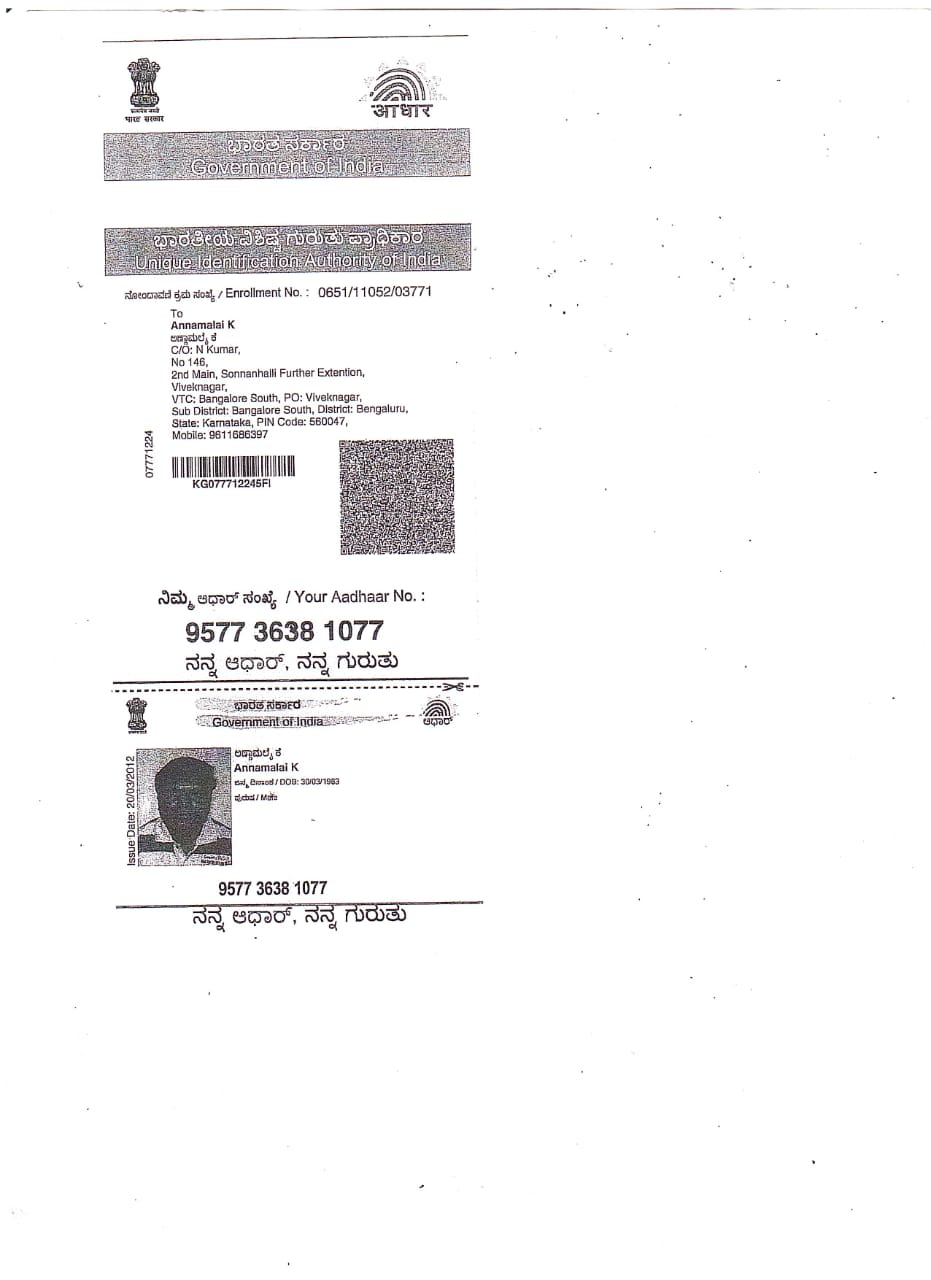 भारत सरकार
आधार
ಭಾರತ ಸರ್ಕಾರ
Government of India
ಭಾರತೀಯ ವಿಶಿಷ್ಟ ಗುರುತು ಪ್ರಾಧಿಕಾರ
Unique Identification Authority of India
ನೋಂದಾವಣೆ ಕ್ರಮ ಸಂಖ್ಯೆ / Enrollment No. : 0651/11052/03771
To
Annamalai K
ಅಣ್ಣಾಮಲೈ ಕೆ
C/O: N Kumar,
No 146,
2nd Main, Sonnanhalli Further Extention,
Viveknagar,
VTC: Bangalore South, PO: Viveknagar,
Sub District: Bangalore South, District: Bengaluru,
State: Karnataka, PIN Code: 560047,
Mobile: 9611686397
07771224
KG077712245FI
ನಿಮ್ಮ ಆಧಾರ್ ಸಂಖ್ಯೆ / Your Aadhaar No. :
9577 3638 1077
ನನ್ನ ಆಧಾರ್, ನನ್ನ ಗುರುತು
ಭಾರತ ಸರ್ಕಾರ
Government of India
ಆಧಾರ್
Issue Date: 20/03/2012
ಅಣ್ಣಾಮಲೈ ಕೆ
Annamalai K
ಜನ್ಮ ದಿನಾಂಕ / DOB: 30/03/1983
ಪುರುಷ / Male
9577 3638 1077
ನನ್ನ ಆಧಾರ್, ನನ್ನ ಗುರುತು